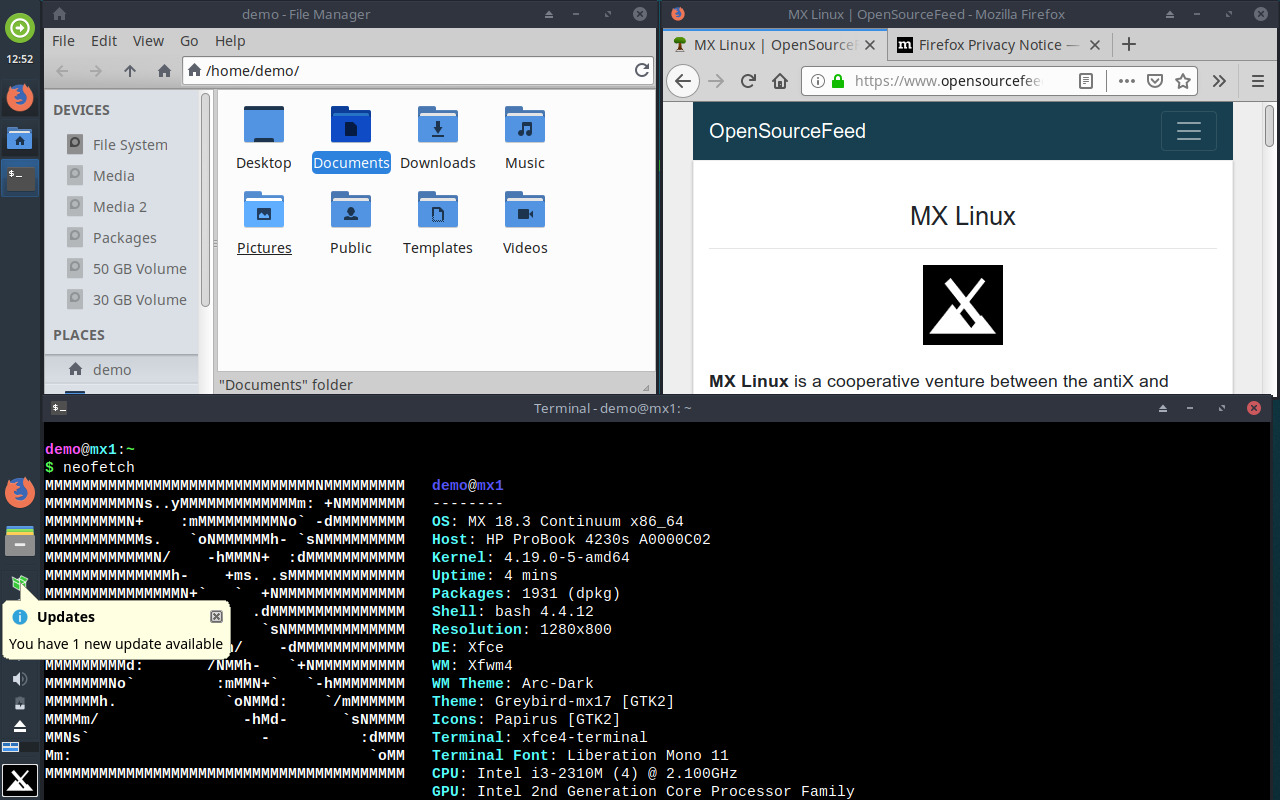 demo - File Manager
File Edit View Go Help
/home/demo/
DEVICES
File System
Media
Media 2
Packages
50 GB Volume
30 GB Volume
PLACES
demo
Desktop Documents Downloads Music
Pictures Public Templates Videos
"Documents" folder
MX Linux | OpenSourceFeed - Mozilla Firefox
MX Linux | OpenSourceF
Firefox Privacy Notice —
https://www.opensourcefee
OpenSourceFeed
MX Linux
MX Linux is a cooperative venture between the antiX and
12:52
$_
Terminal - demo@mx1: ~
demo@mx1:~
$ neofetch
MMMMMMMMMMMMMMMMMMMMMMMMMMMMMMNMMMMMMMMM demo@mx1
MMMMMMMMMMNs..yMMMMMMMMMMMMMm: +NMMMMMMM --------
MMMMMMMMMN+    :mMMMMMMMMMNo` -dMMMMMMMM OS: MX 18.3 Continuum x86_64
MMMMMMMMMMMs.   `oNMMMMMMh- `sNMMMMMMMMM Host: HP ProBook 4230s A0000C02
MMMMMMMMMMMMN/    -hMMMN+  :dMMMMMMMMMMM Kernel: 4.19.0-5-amd64
MMMMMMMMMMMMMMh-    +ms. .sMMMMMMMMMMMMM Uptime: 4 mins
MMMMMMMMMMMMMMMN+`   `  +NMMMMMMMMMMMMMM Packages: 1931 (dpkg)
.dMMMMMMMMMMMMMMM Shell: bash 4.4.12
`sNMMMMMMMMMMMMM Resolution: 1280x800
/    -dMMMMMMMMMMMM DE: Xfce
MMMMMMMMMd:       /NMMh-   `+NMMMMMMMMMM WM: Xfwm4
MMMMMMMNo`         :mMMN+`   `-hMMMMMMMM WM Theme: Arc-Dark
MMMMMMh.            `oNMMd:    `/mMMMMMM Theme: Greybird-mx17 [GTK2]
MMMMm/                -hMd-      `sNMMMM Icons: Papirus [GTK2]
MMNs`                   -          :dMMM Terminal: xfce4-terminal
Mm:                                 `oMM Terminal Font: Liberation Mono 11
MMMMMMMMMMMMMMMMMMMMMMMMMMMMMMMMMMMMMMMM CPU: Intel i3-2310M (4) @ 2.100GHz
GPU: Intel 2nd Generation Core Processor Family
Updates
You have 1 new update available